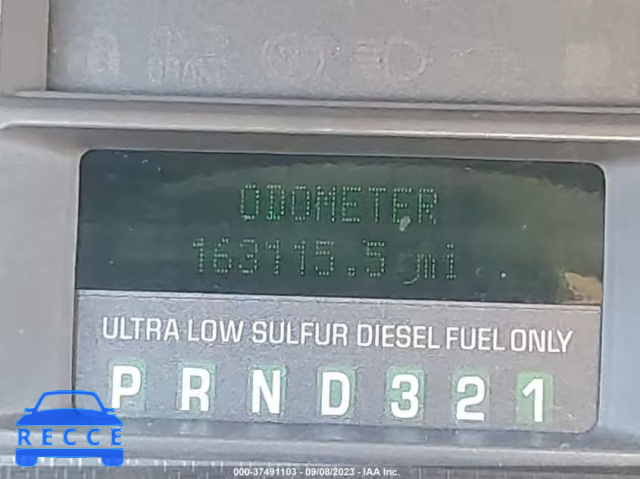 BRAKE
ODOMETER
163115.5 mi
ULTRA LOW SULFUR DIESEL FUEL ONLY
P R N D 3 2 1
RECCE
000-37491103 - 09/08/2023 - IAA Inc.